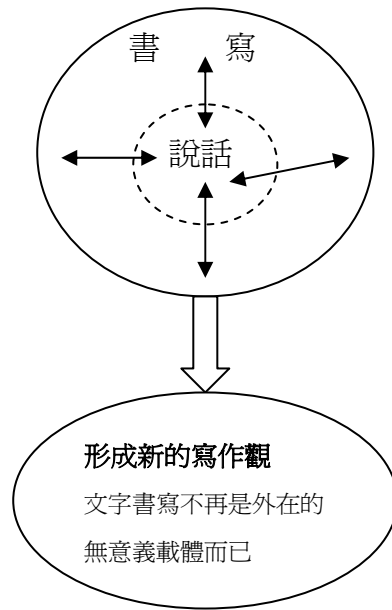 書 寫
說話
形成新的寫作觀
文字書寫不再是外在的
無意義載體而已